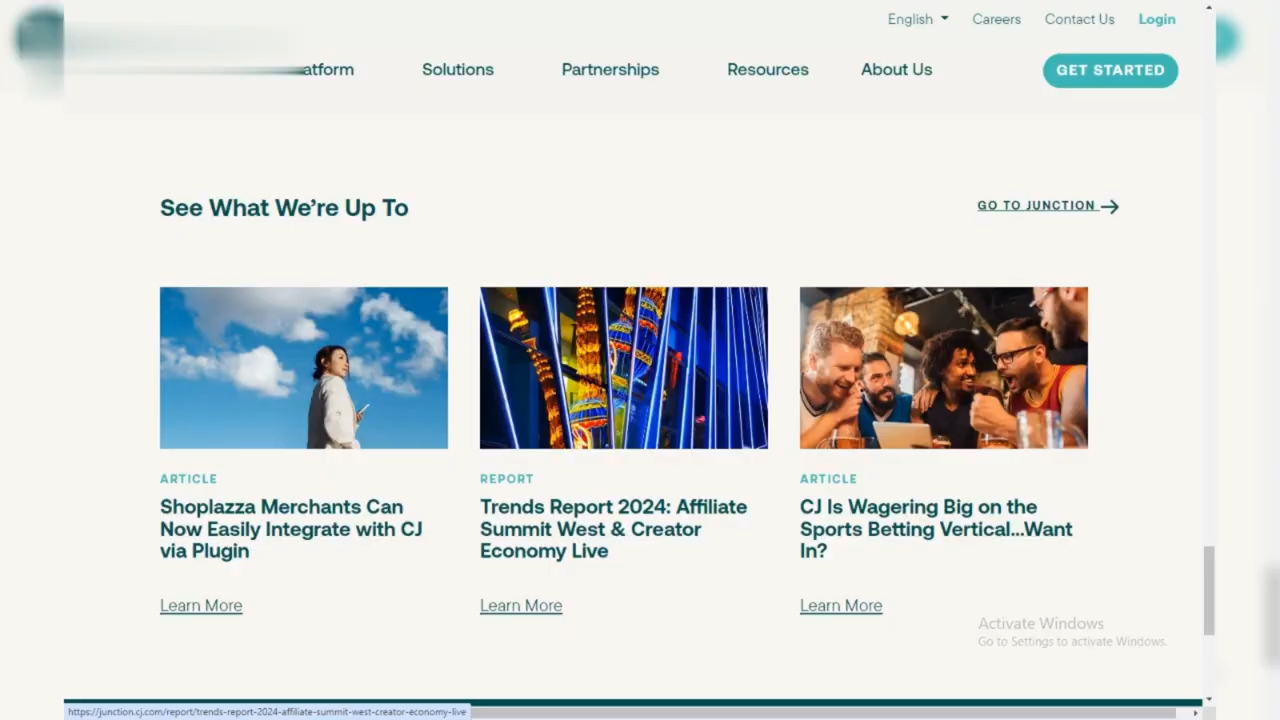 English
Careers
Contact Us
Login
atform
Solutions
Partnerships
Resources
About Us
GET STARTED
See What We're Up To
GO TO JUNCTION
ARTICLE
Shoplazza Merchants Can
Now Easily Integrate with CJ
via Plugin
Learn More
REPORT
Trends Report 2024: Affiliate
Summit West & Creator
Economy Live
Learn More
ARTICLE
CJ Is Wagering Big on the
Sports Betting Vertical...Want
In?
Learn More
Activate Windows
Go to Settings to activate Windows.
https://junction.cj.com/report/trends-report-2024-affiliate-summit-west-creator-economy-live